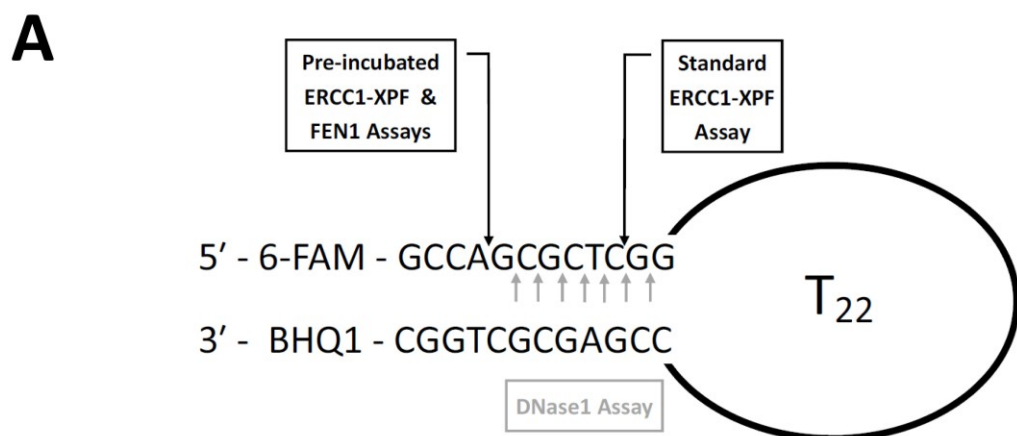 A
Pre-incubated
ERCC1-XPF &
FEN1 Assays
Standard
ERCC1-XPF
Assay
5′ - 6-FAM - GCCAGCGCTCGG
T22
3′ - BHQ1 - CGGTCGCGAGCC
DNase1 Assay